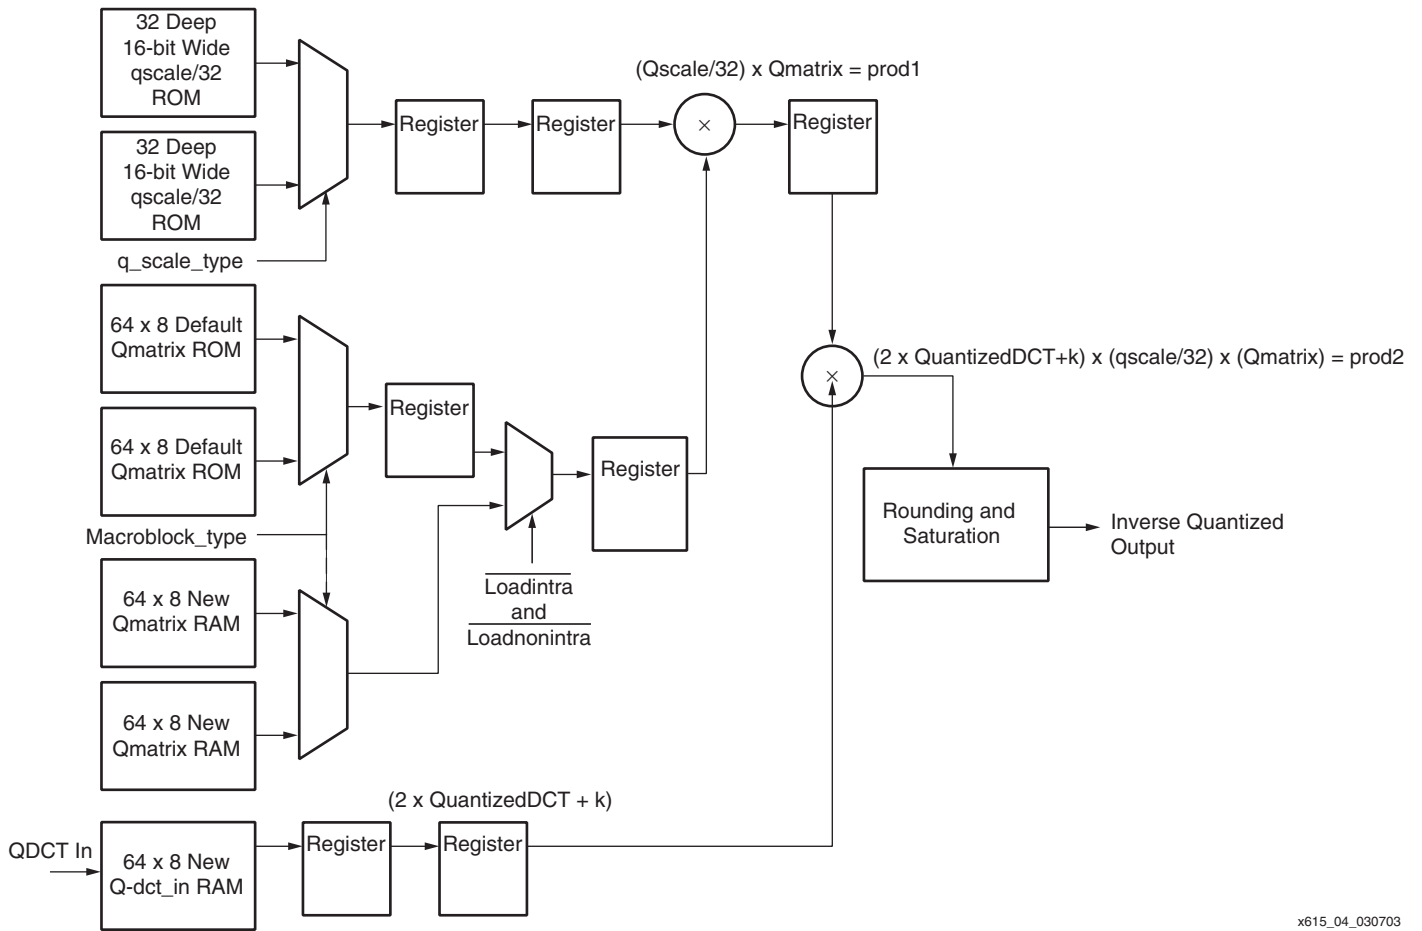 32 Deep
16-bit Wide
qscale/32
ROM
(Qscale/32) x Qmatrix = prod1
Register
Register
×
Register
32 Deep
16-bit Wide
qscale/32
ROM
q_scale_type
64 x 8 Default
Qmatrix ROM
(2 x QuantizedDCT+k) x (qscale/32) x (Qmatrix) = prod2
×
Register
64 x 8 Default
Qmatrix ROM
Register
Rounding and
Saturation
Inverse Quantized
Output
Macroblock_type
Loadintra
and
Loadnonintra
64 x 8 New
Qmatrix RAM
64 x 8 New
Qmatrix RAM
(2 x QuantizedDCT + k)
QDCT In
64 x 8 New
Q-dct_in RAM
Register
Register
x615_04_030703